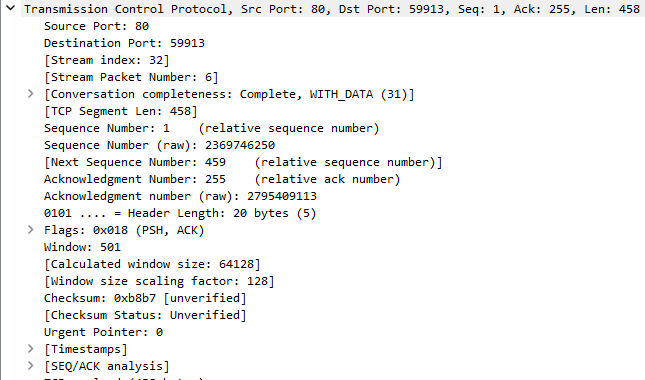 Transmission Control Protocol, Src Port: 80, Dst Port: 59913, Seq: 1, Ack: 255, Len: 458
Source Port: 80
Destination Port: 59913
[Stream index: 32]
[Stream Packet Number: 6]
[Conversation completeness: Complete, WITH_DATA (31)]
[TCP Segment Len: 458]
Sequence Number: 1    (relative sequence number)
Sequence Number (raw): 2369746250
[Next Sequence Number: 459    (relative sequence number)]
Acknowledgment Number: 255    (relative ack number)
Acknowledgment number (raw): 2795409113
0101 .... = Header Length: 20 bytes (5)
Flags: 0x018 (PSH, ACK)
Window: 501
[Calculated window size: 64128]
[Window size scaling factor: 128]
Checksum: 0xb8b7 [unverified]
[Checksum Status: Unverified]
Urgent Pointer: 0
[Timestamps]
[SEQ/ACK analysis]